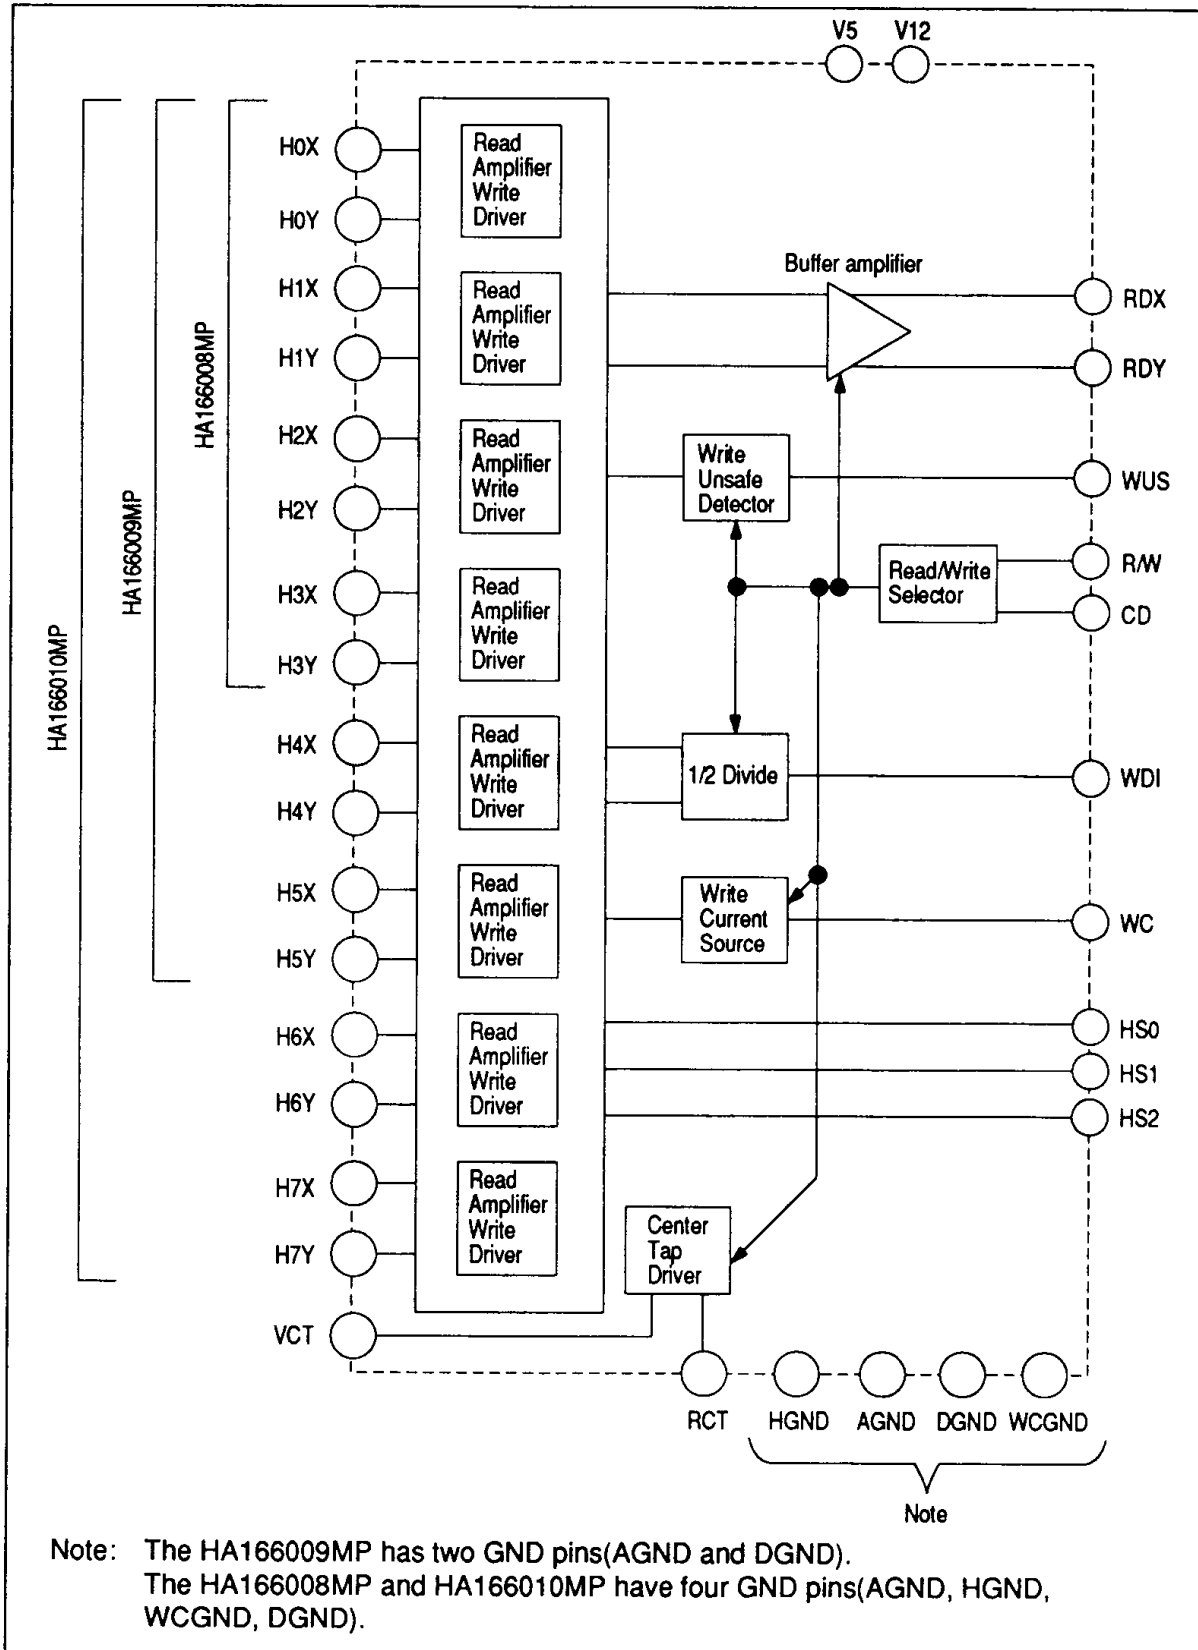 V5 V12
H0X
H0Y
H1X
H1Y
H2X
H2Y
H3X
H3Y
H4X
H4Y
H5X
H5Y
H6X
H6Y
H7X
H7Y
VCT
HA166008MP
HA166009MP
HA166010MP
Read
Amplifier
Write
Driver
Read
Amplifier
Write
Driver
Read
Amplifier
Write
Driver
Read
Amplifier
Write
Driver
Read
Amplifier
Write
Driver
Read
Amplifier
Write
Driver
Read
Amplifier
Write
Driver
Read
Amplifier
Write
Driver
Buffer amplifier
Write
Unsafe
Detector
Read/Write
Selector
1/2 Divide
Write
Current
Source
Center
Tap
Driver
RDX
RDY
WUS
R/W
CD
WDI
WC
HS0
HS1
HS2
RCT HGND AGND DGND WCGND
Note
Note: The HA166009MP has two GND pins(AGND and DGND).
The HA166008MP and HA166010MP have four GND pins(AGND, HGND,
WCGND, DGND).